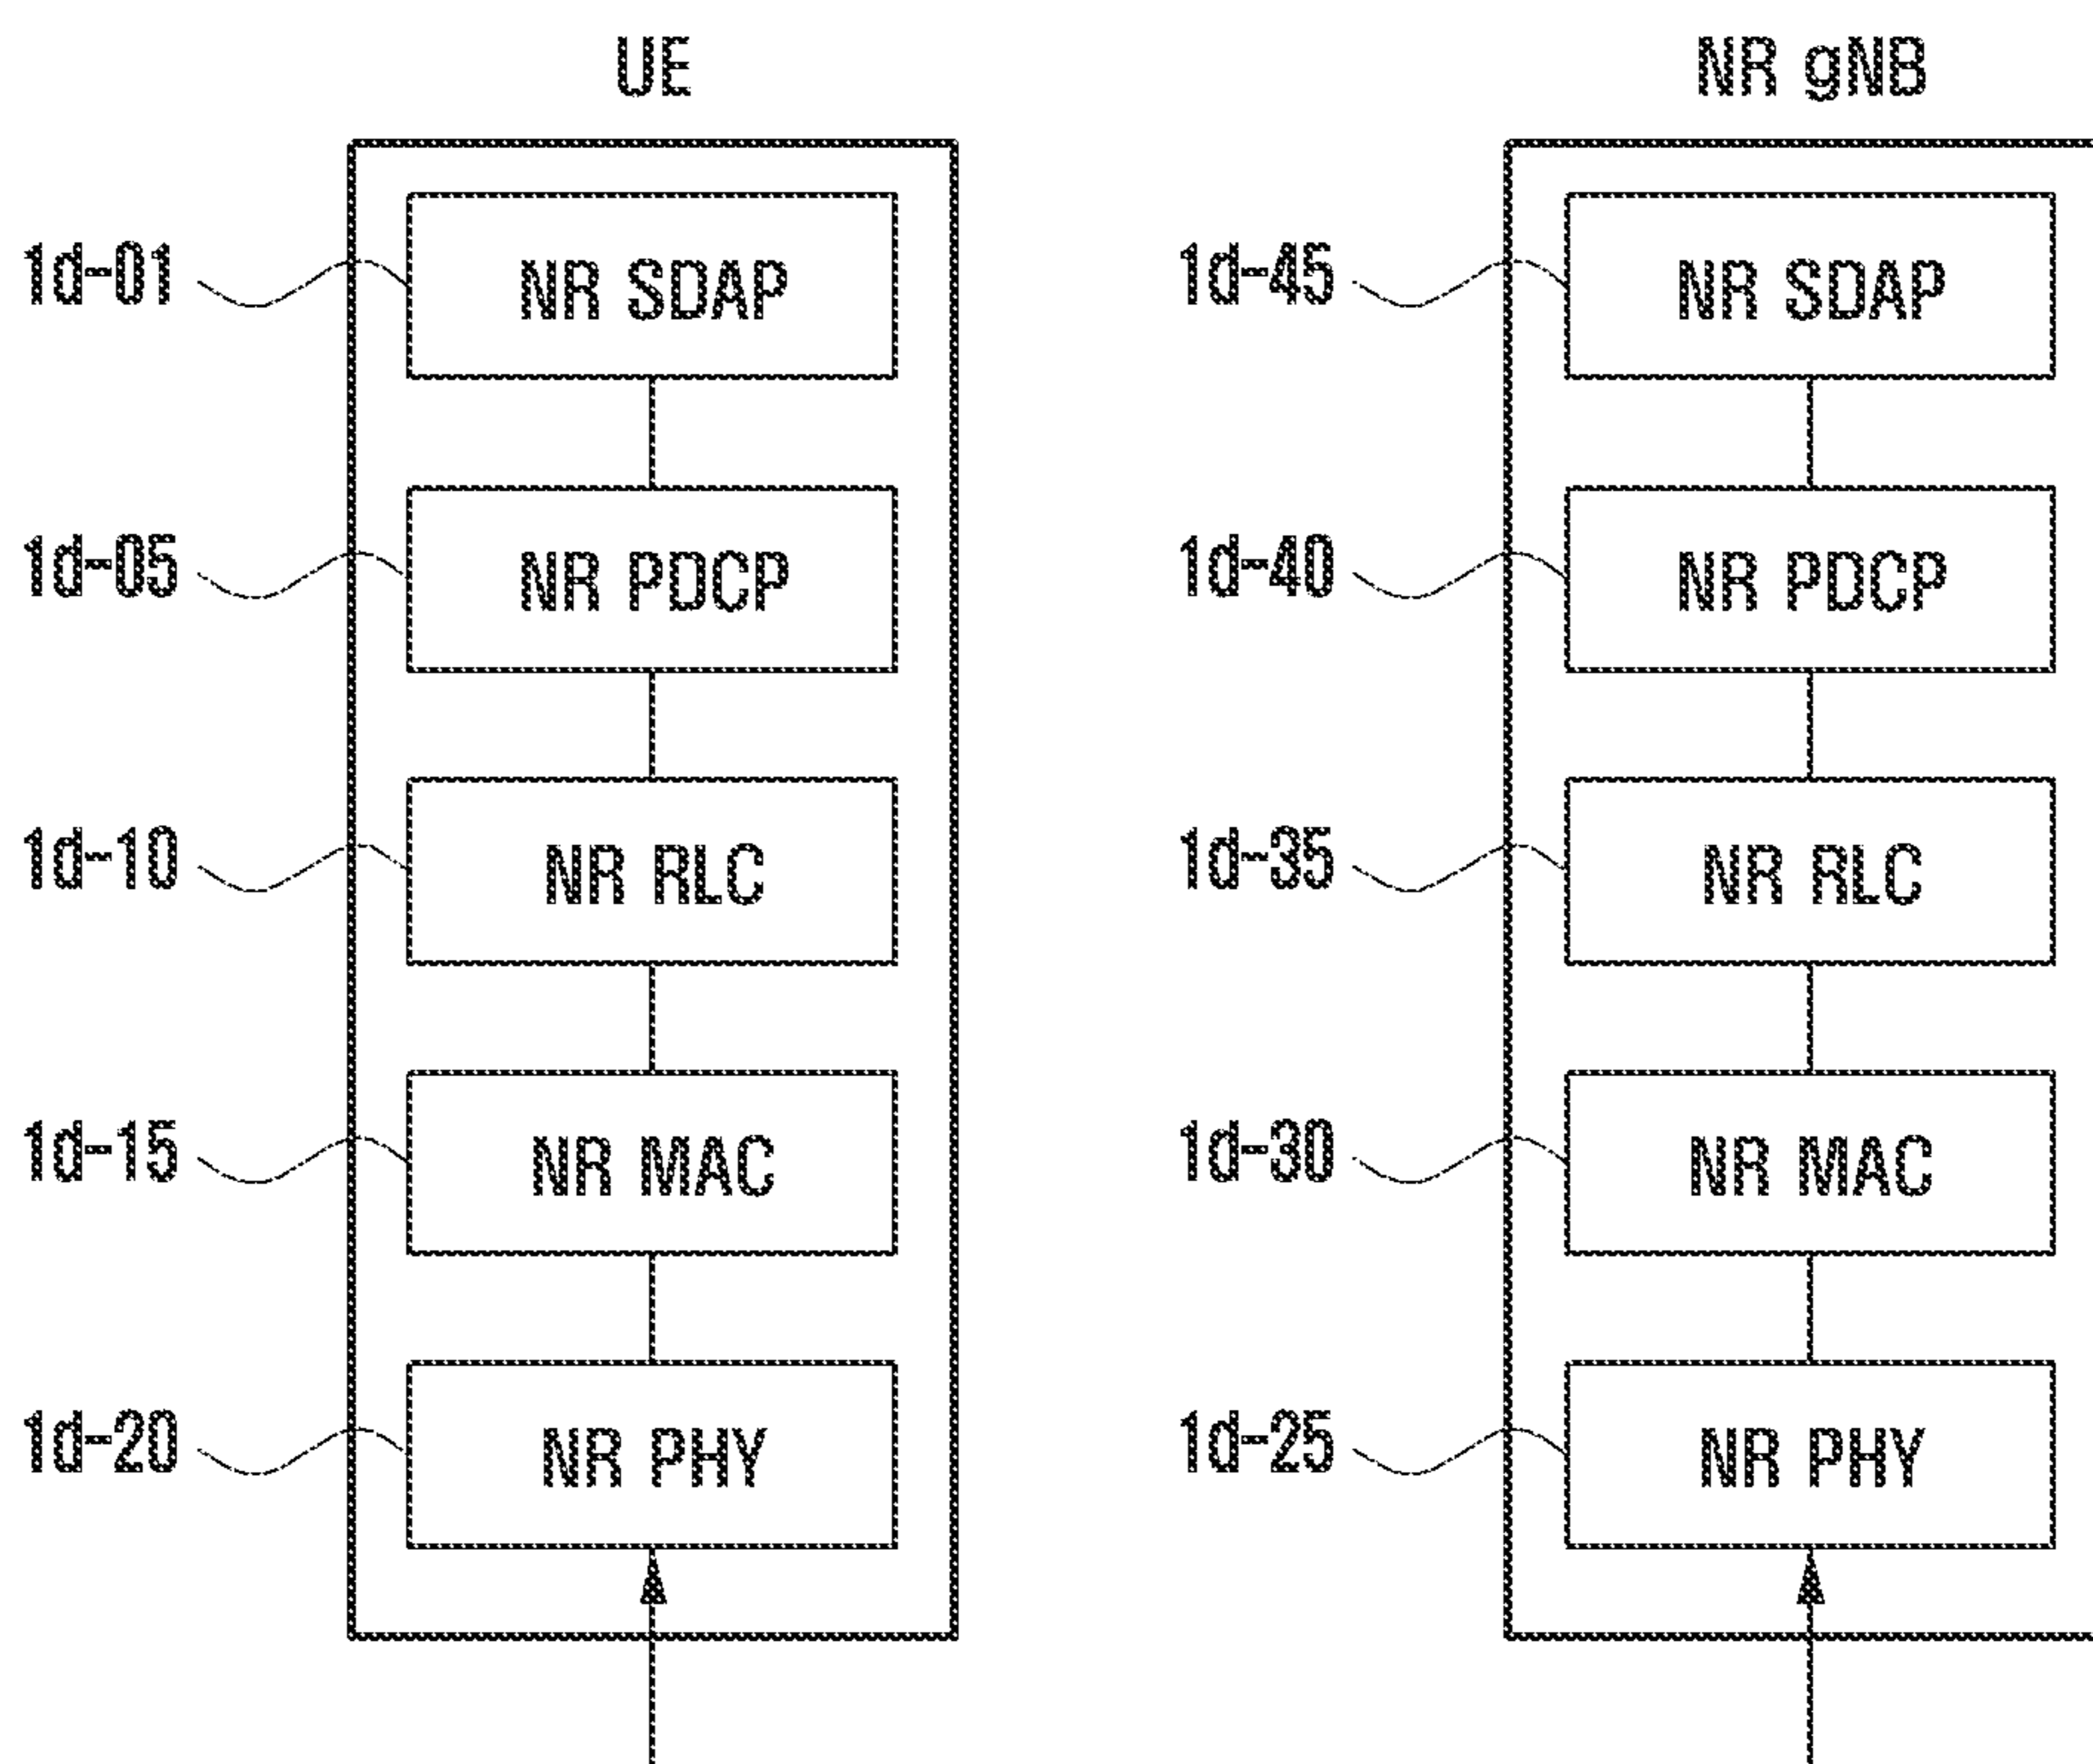 UE
NR gNB
1d-01
NR SDAP
1d-45
NR SDAP
1d-05
NR PDCP
1d-40
NR PDCP
1d-10
NR RLC
1d-35
NR RLC
1d-15
NR MAC
1d-30
NR MAC
1d-20
NR PHY
1d-25
NR PHY